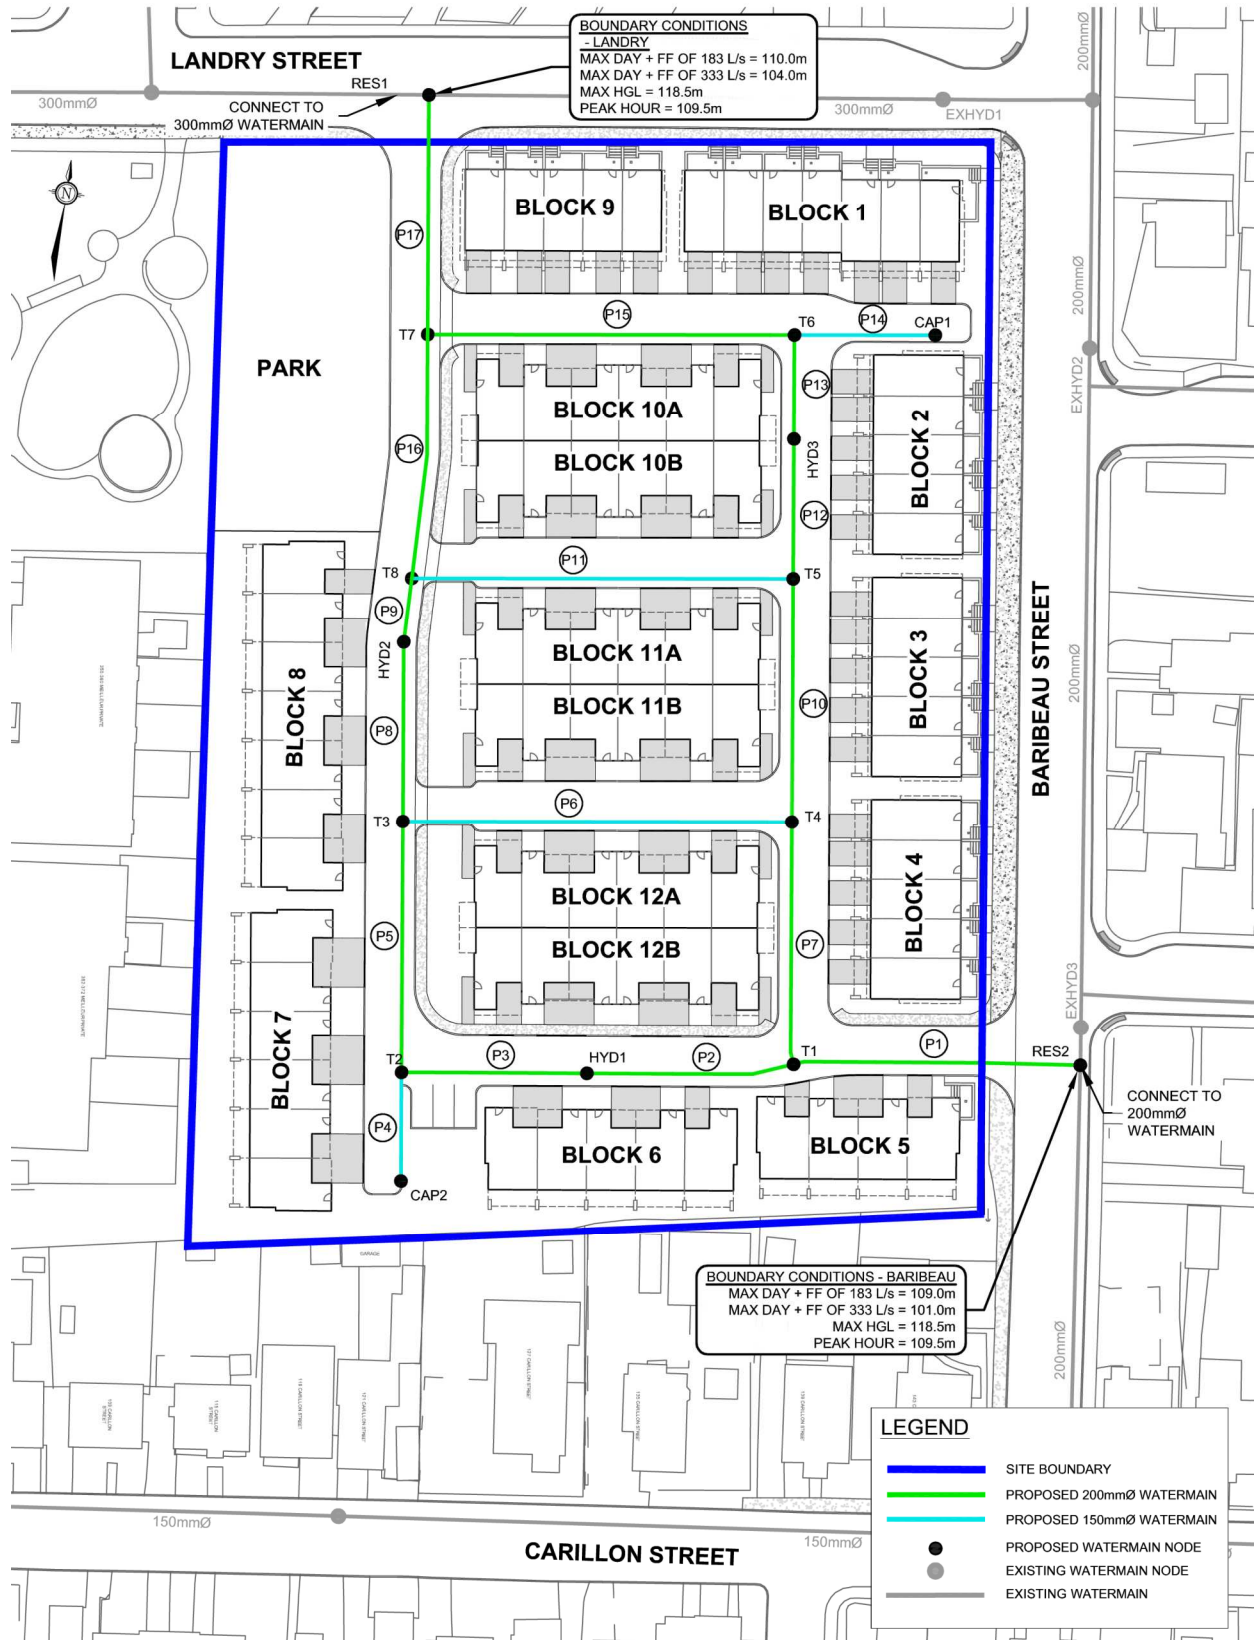 BOUNDARY CONDITIONS
- LANDRY
MAX DAY + FF OF 183 L/s = 110.0m
MAX DAY + FF OF 333 L/s = 104.0m
MAX HGL = 118.5m
PEAK HOUR = 109.5m
LANDRY STREET
RES1
200mmØ
300mmØ
CONNECT TO
300mmØ WATERMAIN
300mmØ
EXHYD1
N
BLOCK 9
BLOCK 1
P17
200mmØ
P15
T6
P14
CAP1
T7
PARK
P13
EXHYD2
BLOCK 10A
BLOCK 2
P16
HYD3
BLOCK 10B
P12
P11
T8
T5
P9
HYD2
BLOCK 11A
BLOCK 3
BARIBEAU STREET
200mmØ
BLOCK 8
P8
BLOCK 11B
P10
P6
T3
T4
BLOCK 12A
BLOCK 4
P5
BLOCK 12B
P7
EXHYD3
BLOCK 7
T2
P3
HYD1
P2
T1
P1
RES2
CONNECT TO
200mmØ
WATERMAIN
P4
BLOCK 6
BLOCK 5
CAP2
GARAGE
BOUNDARY CONDITIONS - BARIBEAU
MAX DAY + FF OF 183 L/s = 109.0m
MAX DAY + FF OF 333 L/s = 101.0m
MAX HGL = 118.5m
PEAK HOUR = 109.5m
200mmØ
LEGEND
SITE BOUNDARY
PROPOSED 200mmØ WATERMAIN
PROPOSED 150mmØ WATERMAIN
PROPOSED WATERMAIN NODE
EXISTING WATERMAIN NODE
EXISTING WATERMAIN
150mmØ
150mmØ
CARILLON STREET